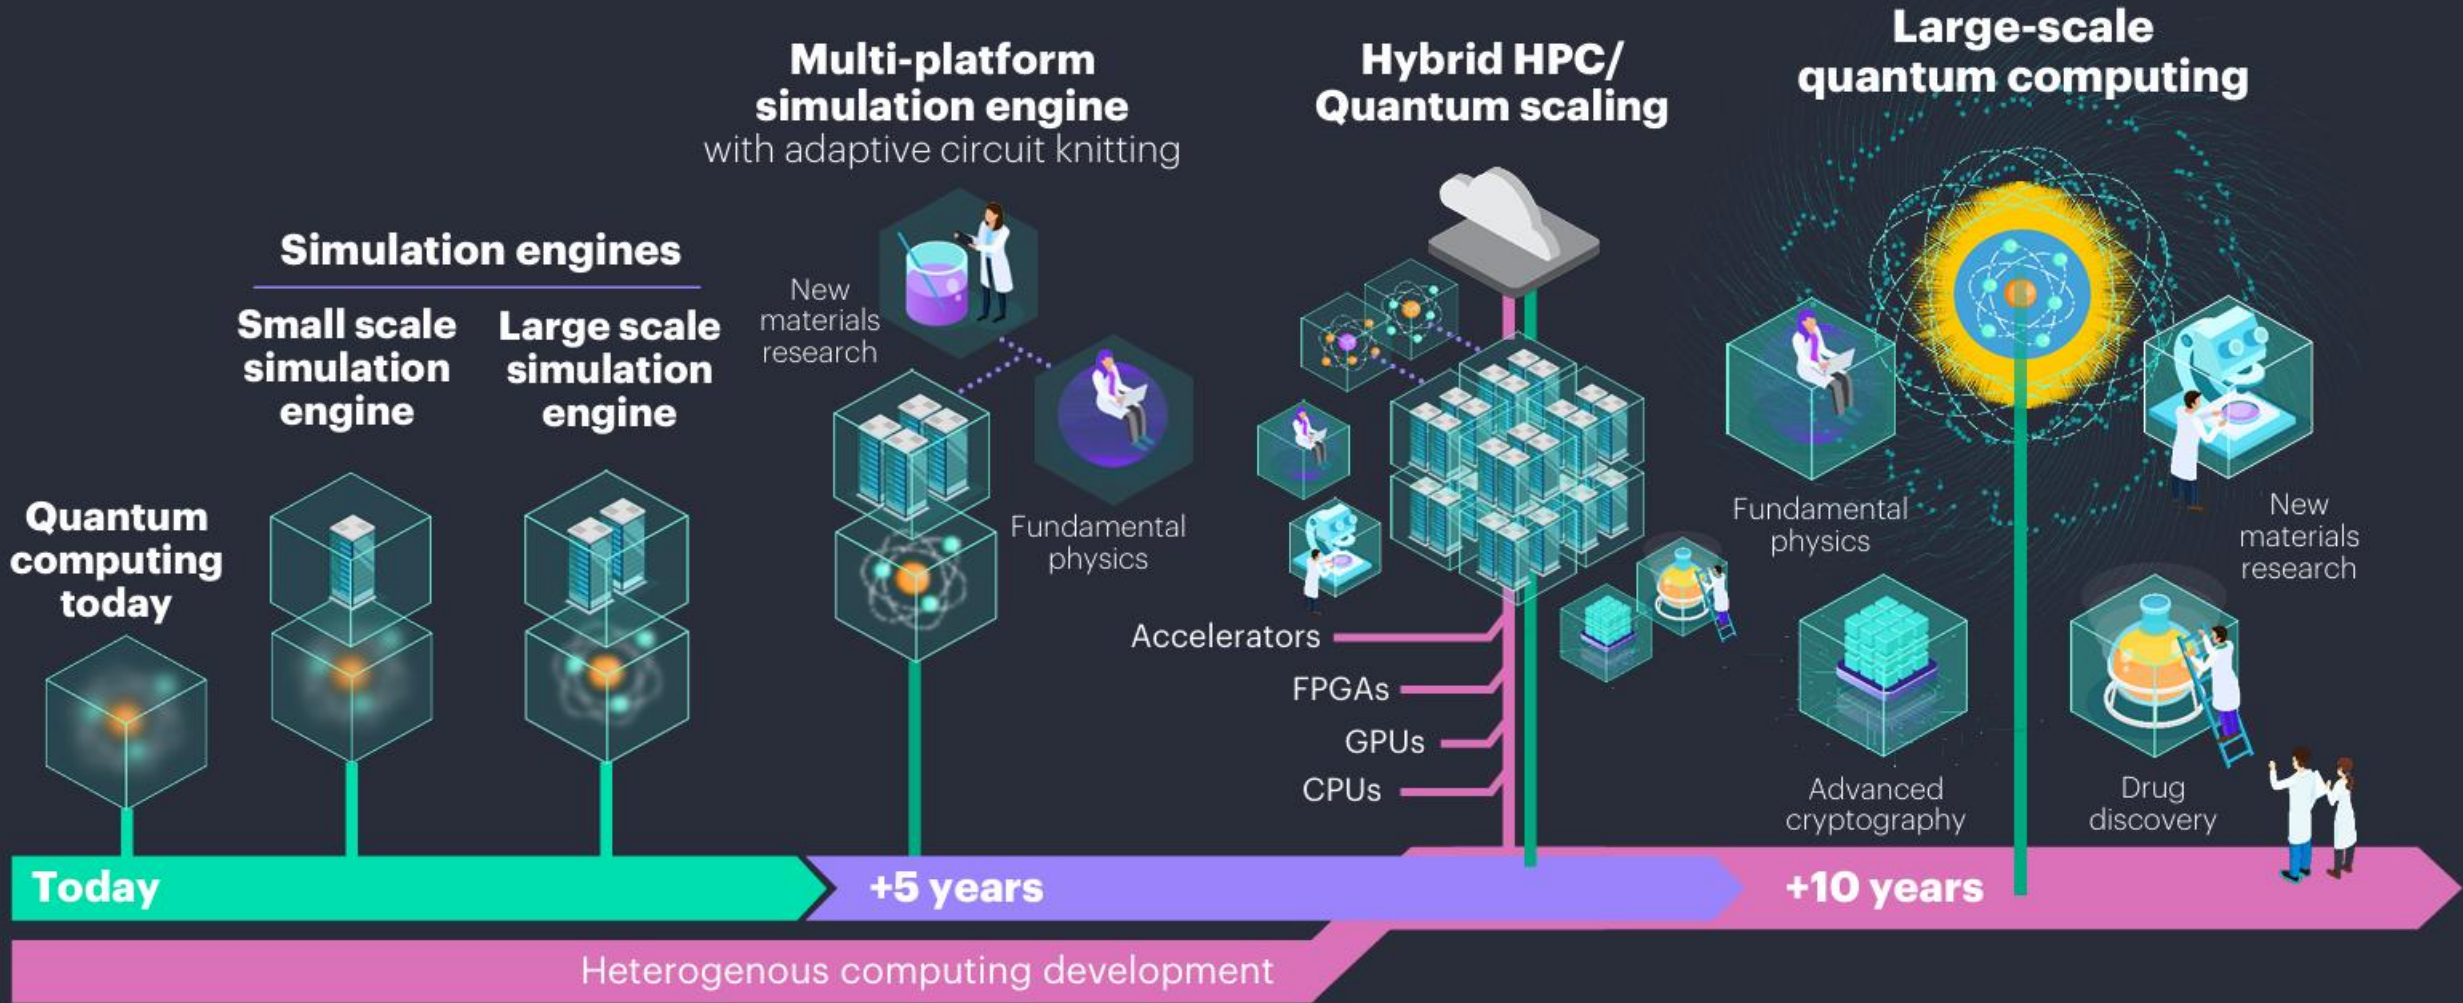 Quantum
computing
today
Simulation engines
Small scale
simulation
engine
Large scale
simulation
engine
Multi-platform
simulation engine
with adaptive circuit knitting
New
materials
research
Fundamental
physics
Hybrid HPC/
Quantum scaling
Accelerators
FPGAs
GPUs
CPUs
Large-scale
quantum computing
Fundamental
physics
New
materials
research
Advanced
cryptography
Drug
discovery
Today
+5 years
+10 years
Heterogenous computing development